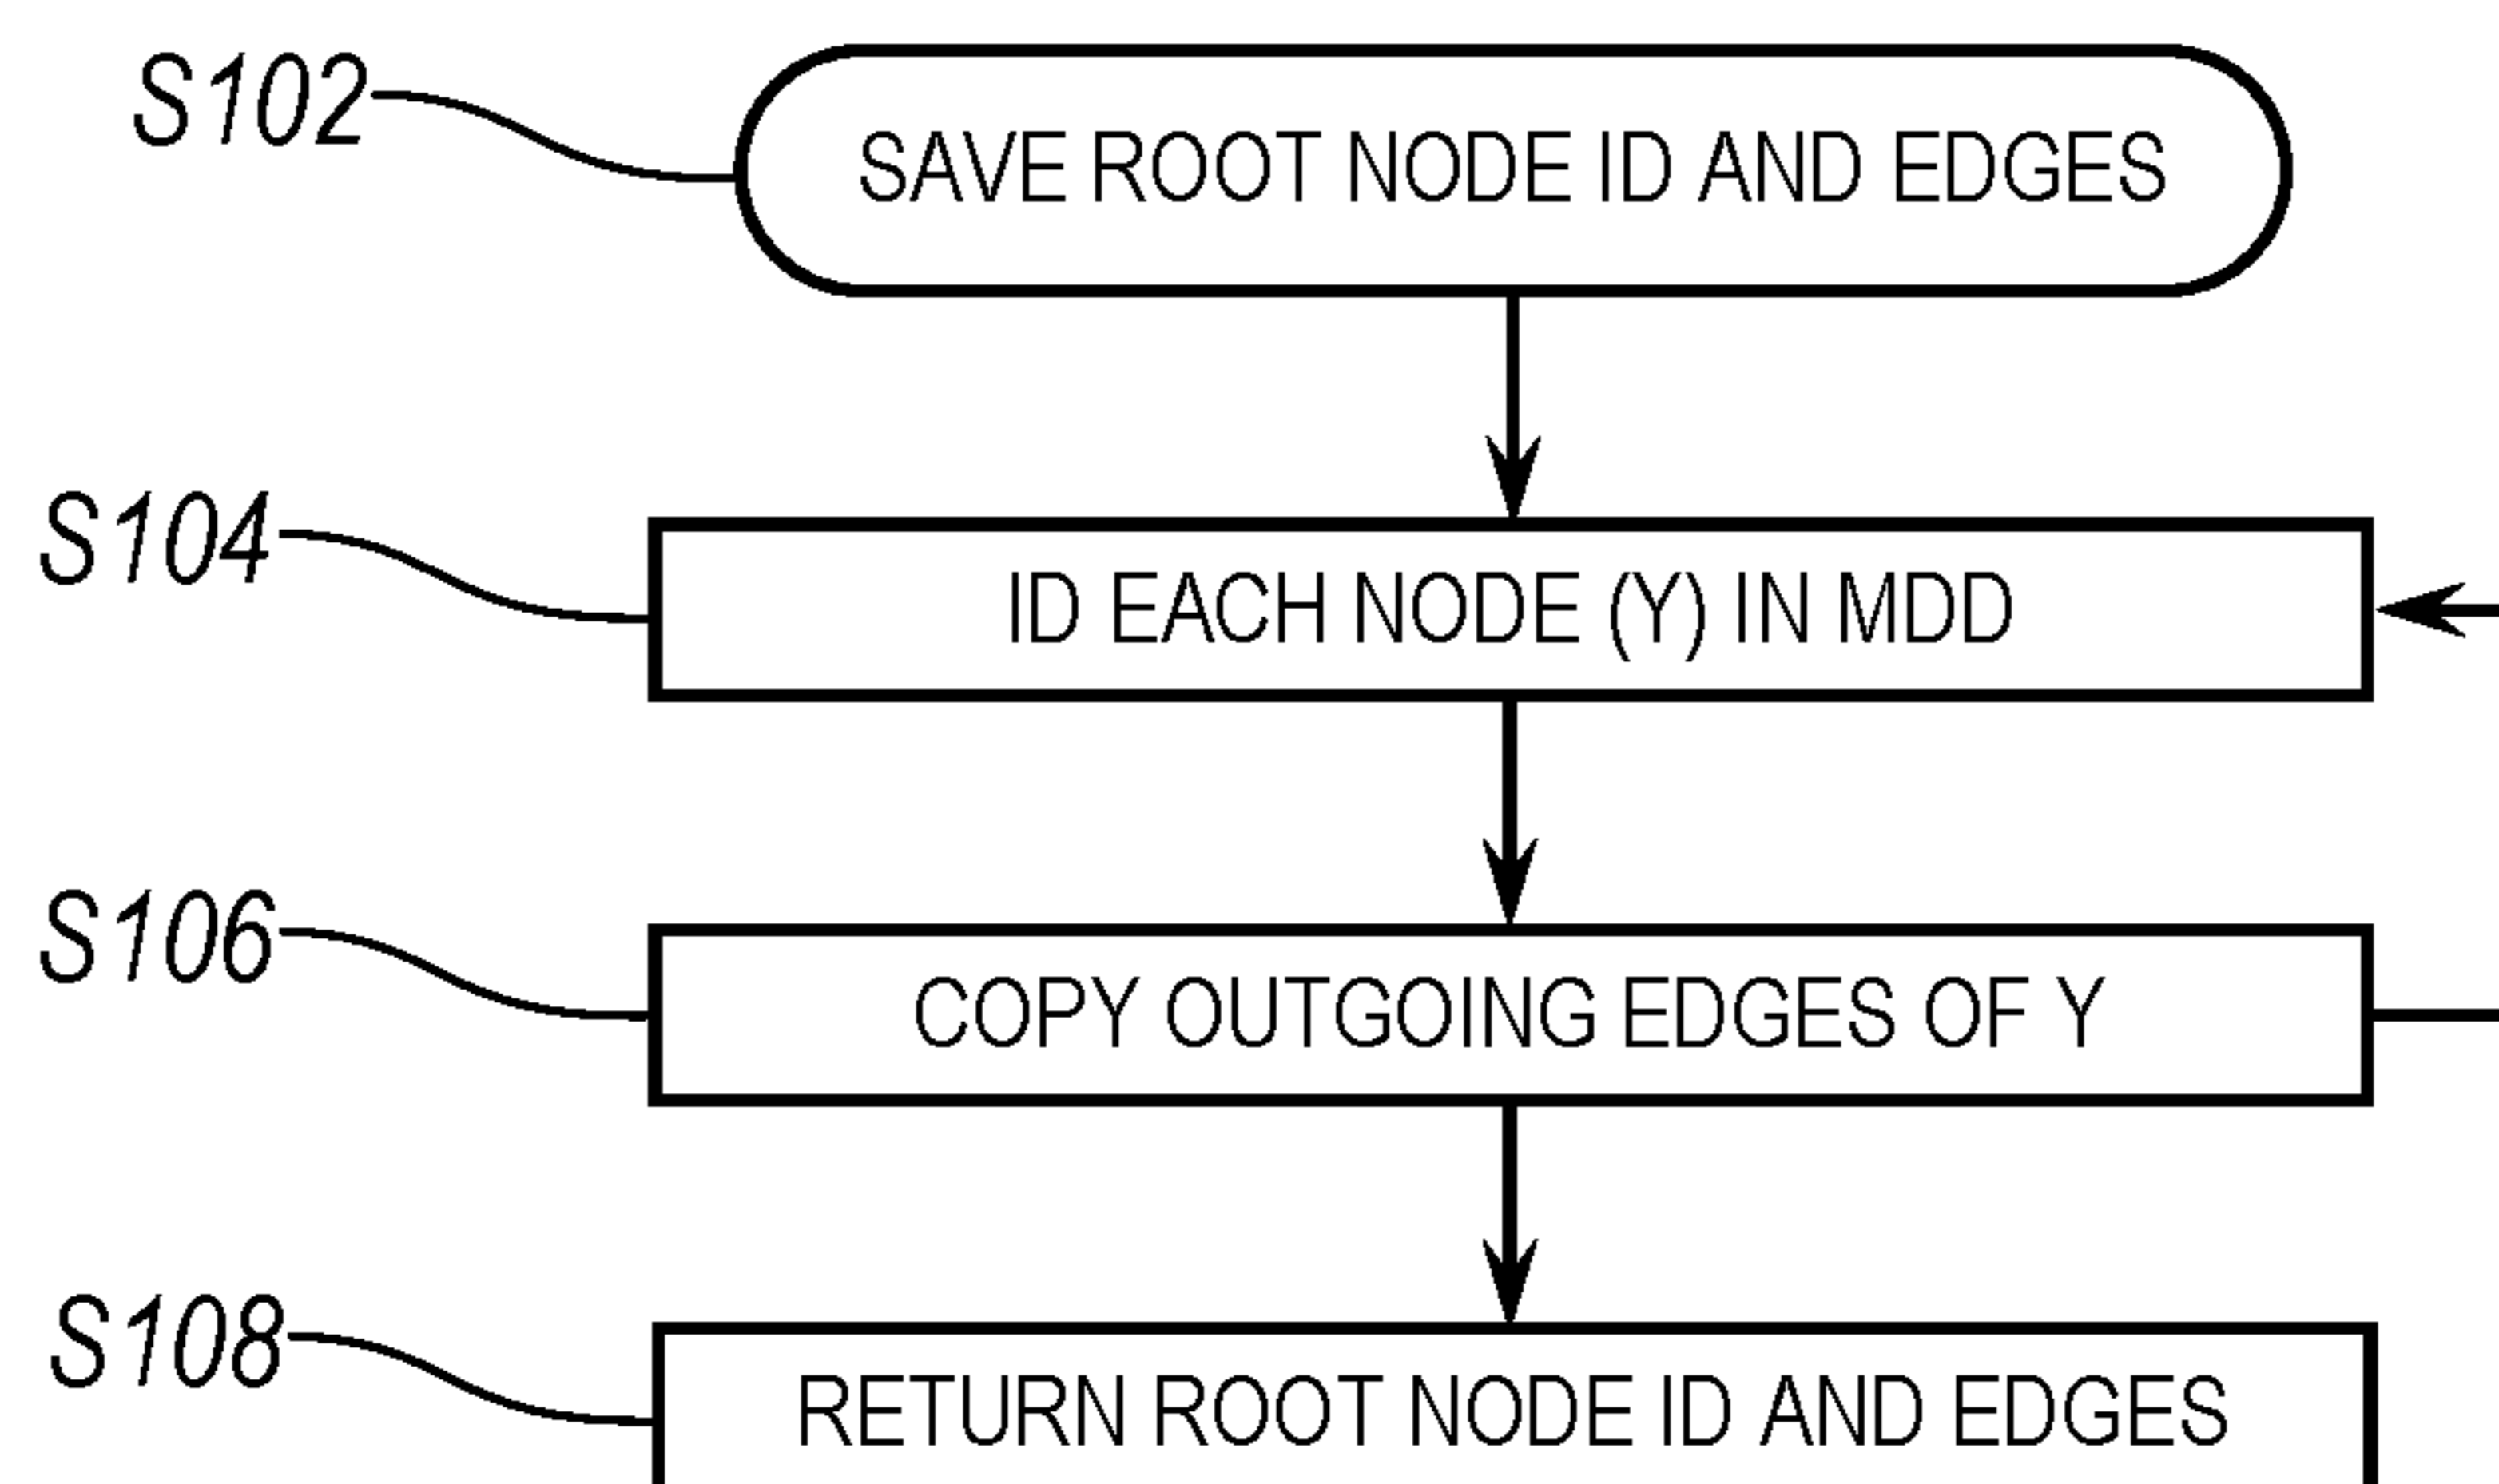 S102
SAVE ROOT NODE ID AND EDGES
S104
ID EACH NODE (Y) IN MDD
S106
COPY OUTGOING EDGES OF Y
S108
RETURN ROOT NODE ID AND EDGES